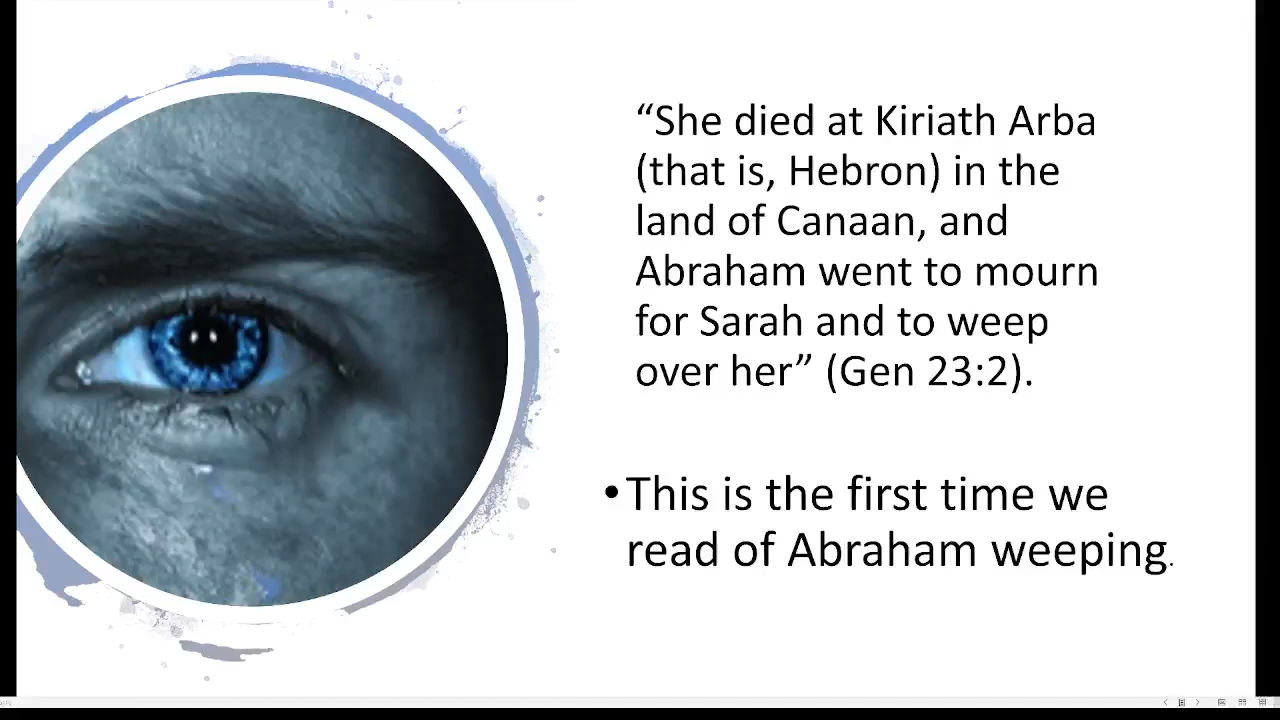 “She died at Kiriath Arba
(that is, Hebron) in the
land of Canaan, and
Abraham went to mourn
for Sarah and to weep
over her” (Gen 23:2).
• This is the first time we
read of Abraham weeping.